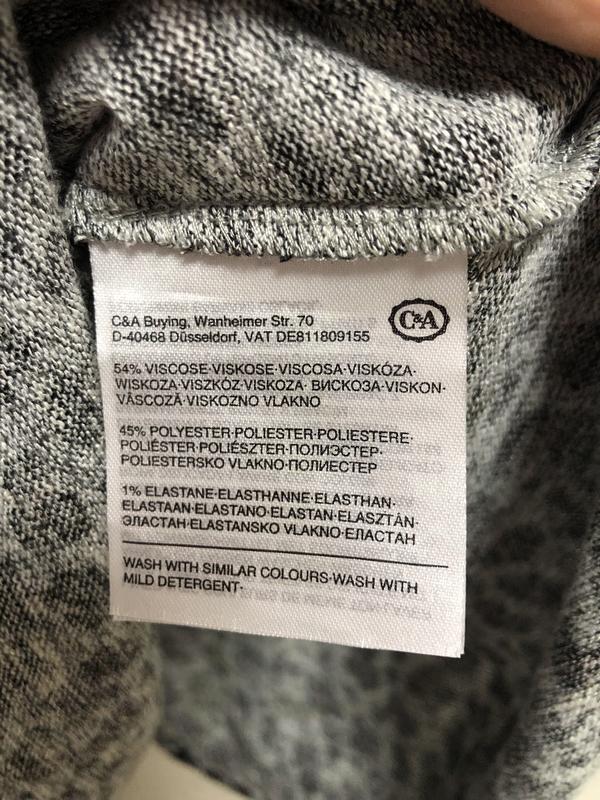 C&A Buying, Wanheimer Str. 70
D-40468 Düsseldorf, VAT DE811809155
C&A
54% VISCOSE·VISKOSE·VISCOSA·VISKÓZA·
WISKOZA·VISZKÓZ·VISKOZA· ВИСКОЗА·VISKON·
VÂSCOZĂ·VISKOZNO VLAKNO
45% POLYESTER·POLIESTER·POLIESTERE·
POLIÉSTER·POLIÉSZTER·ПОЛИЭСТЕР·
POLIESTERSKO VLAKNO·ПОЛИЕСТЕР
1% ELASTANE·ELASTHANNE·ELASTHAN·
ELASTAAN·ELASTANO·ELASTAN·ELASZTÁN·
ЭЛАСТАН·ELASTANSKO VLAKNO·ЕЛАСТАН
WASH WITH SIMILAR COLOURS·WASH WITH
MILD DETERGENT·